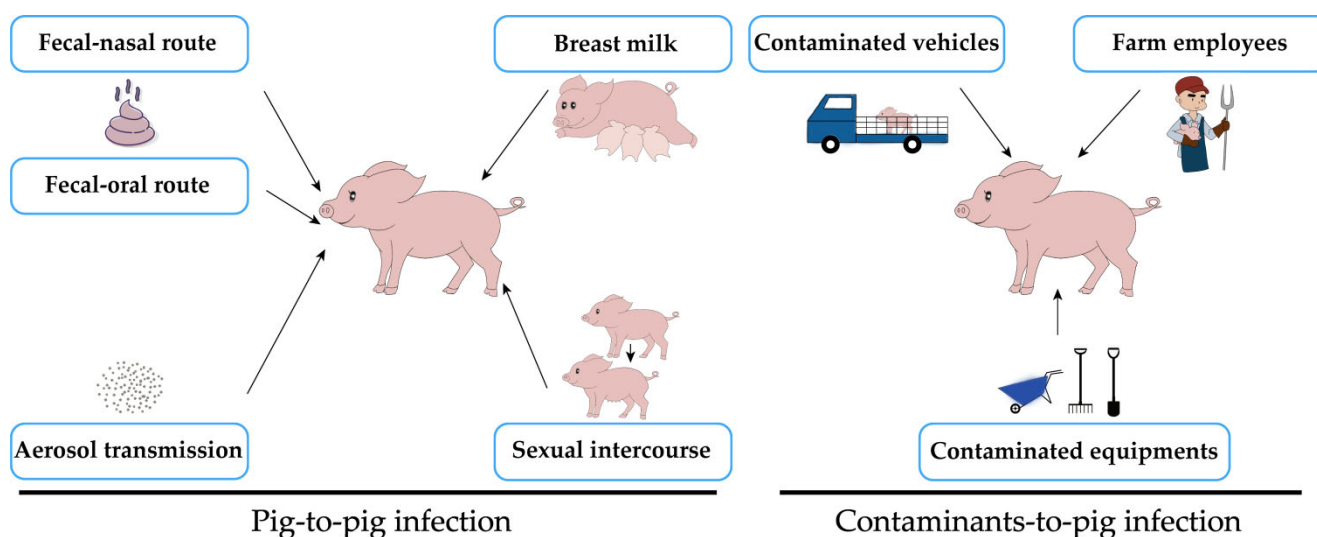 Fecal-nasal route
Breast milk
Contaminated vehicles
Farm employees
Fecal-oral route
Aerosol transmission
Sexual intercourse
Contaminated equipments
Pig-to-pig infection
Contaminants-to-pig infection